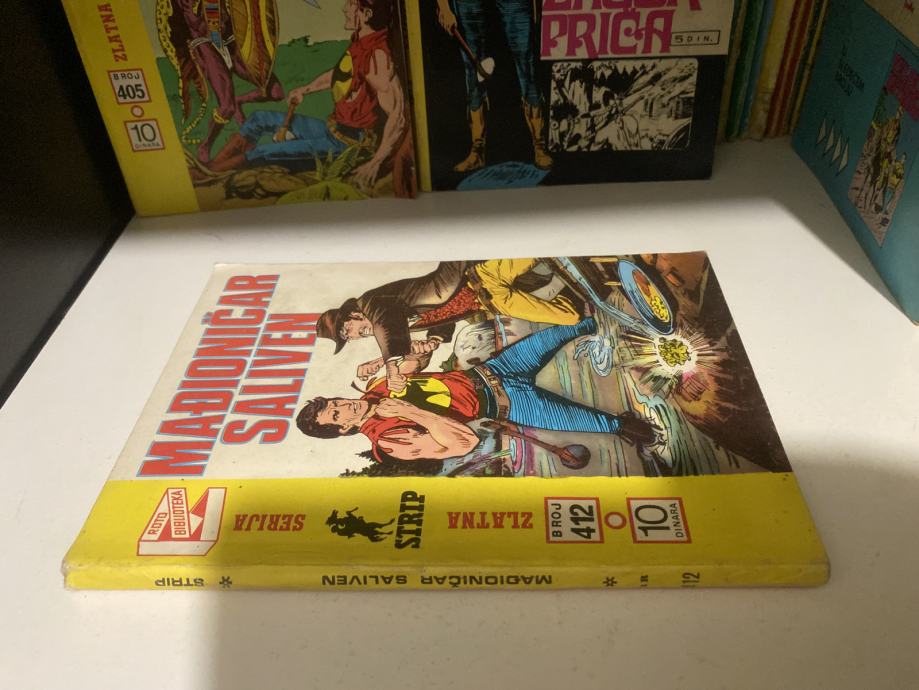 ZLATNA
BROJ
405
10
DINARA
PRIČA
5 DIN.
MAĐIONIČAR
SALIVEN
ROTO
BIBLIOTEKA
SERIJA
STRIP
ZLATNA
BROJ
412
10
DINARA
STRIP * MAĐIONIČAR SALIVEN *